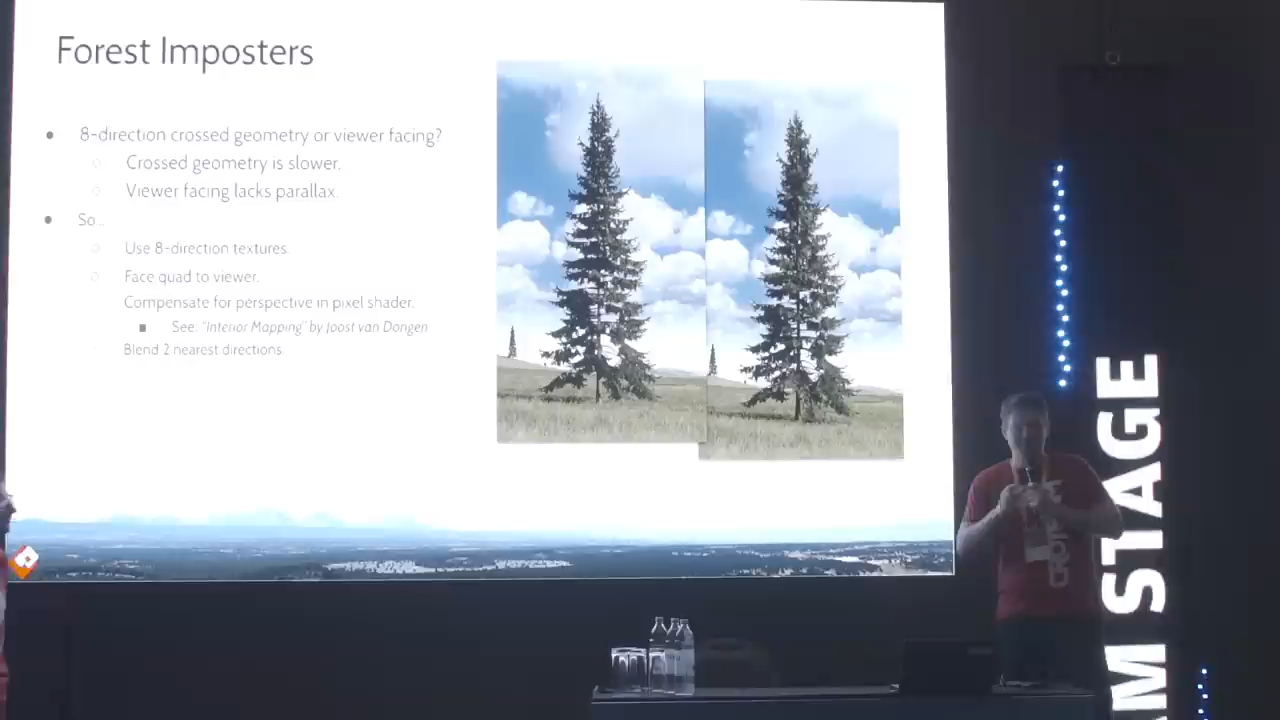 Forest Imposters
8-direction crossed geometry or viewer facing?
Crossed geometry is slower.
Viewer facing lacks parallax.
So...
Use 8-direction textures.
Face quad to viewer.
Compensate for perspective in pixel shader.
See: "Interior Mapping" by Joost van Dongen
Blend 2 nearest directions.
M STAGE